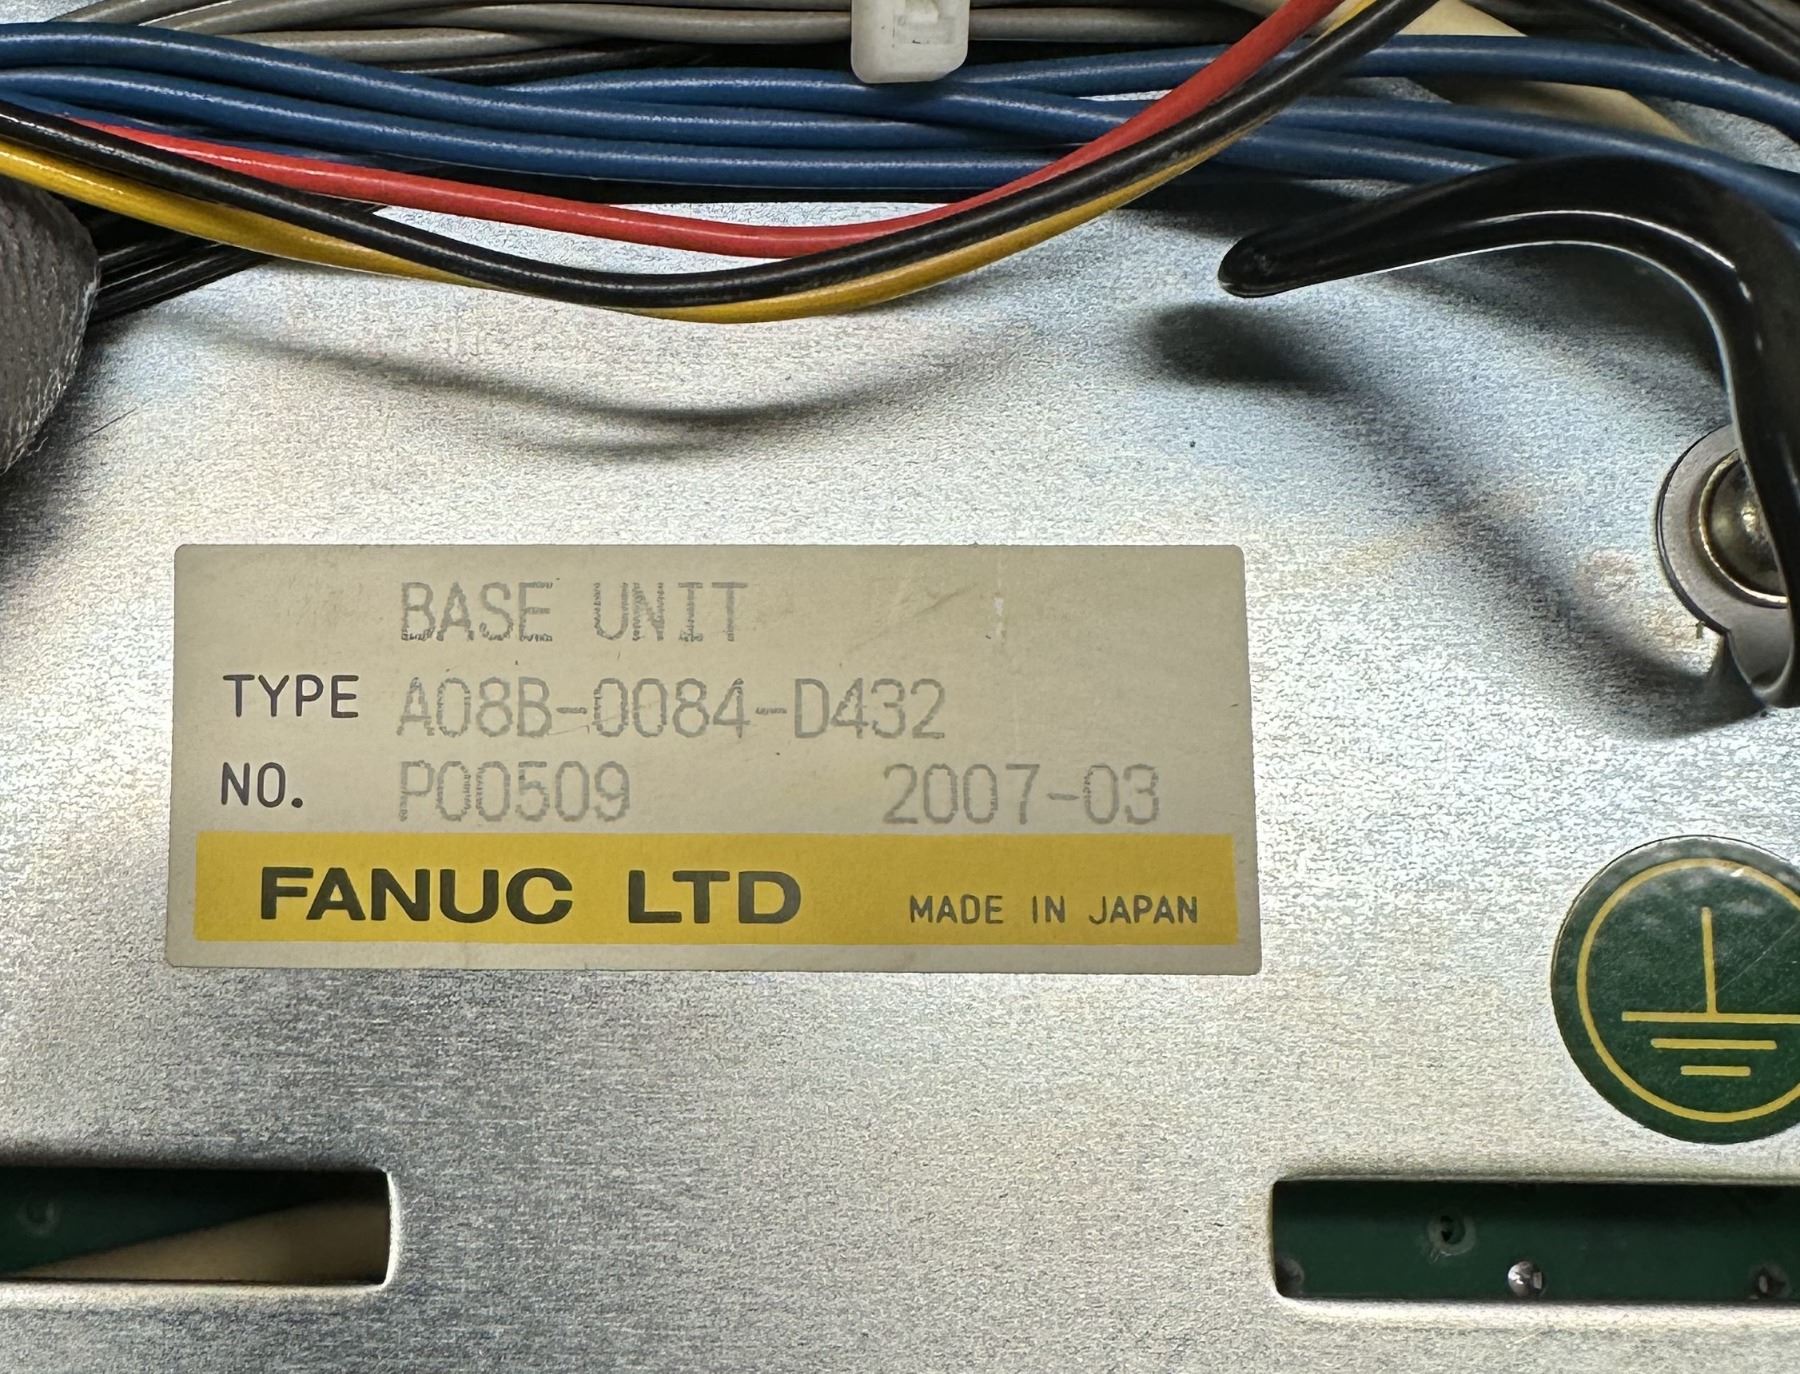 BASE UNIT
TYPE A08B-0084-D432
NO. P00509 2007-03
FANUC LTD MADE IN JAPAN